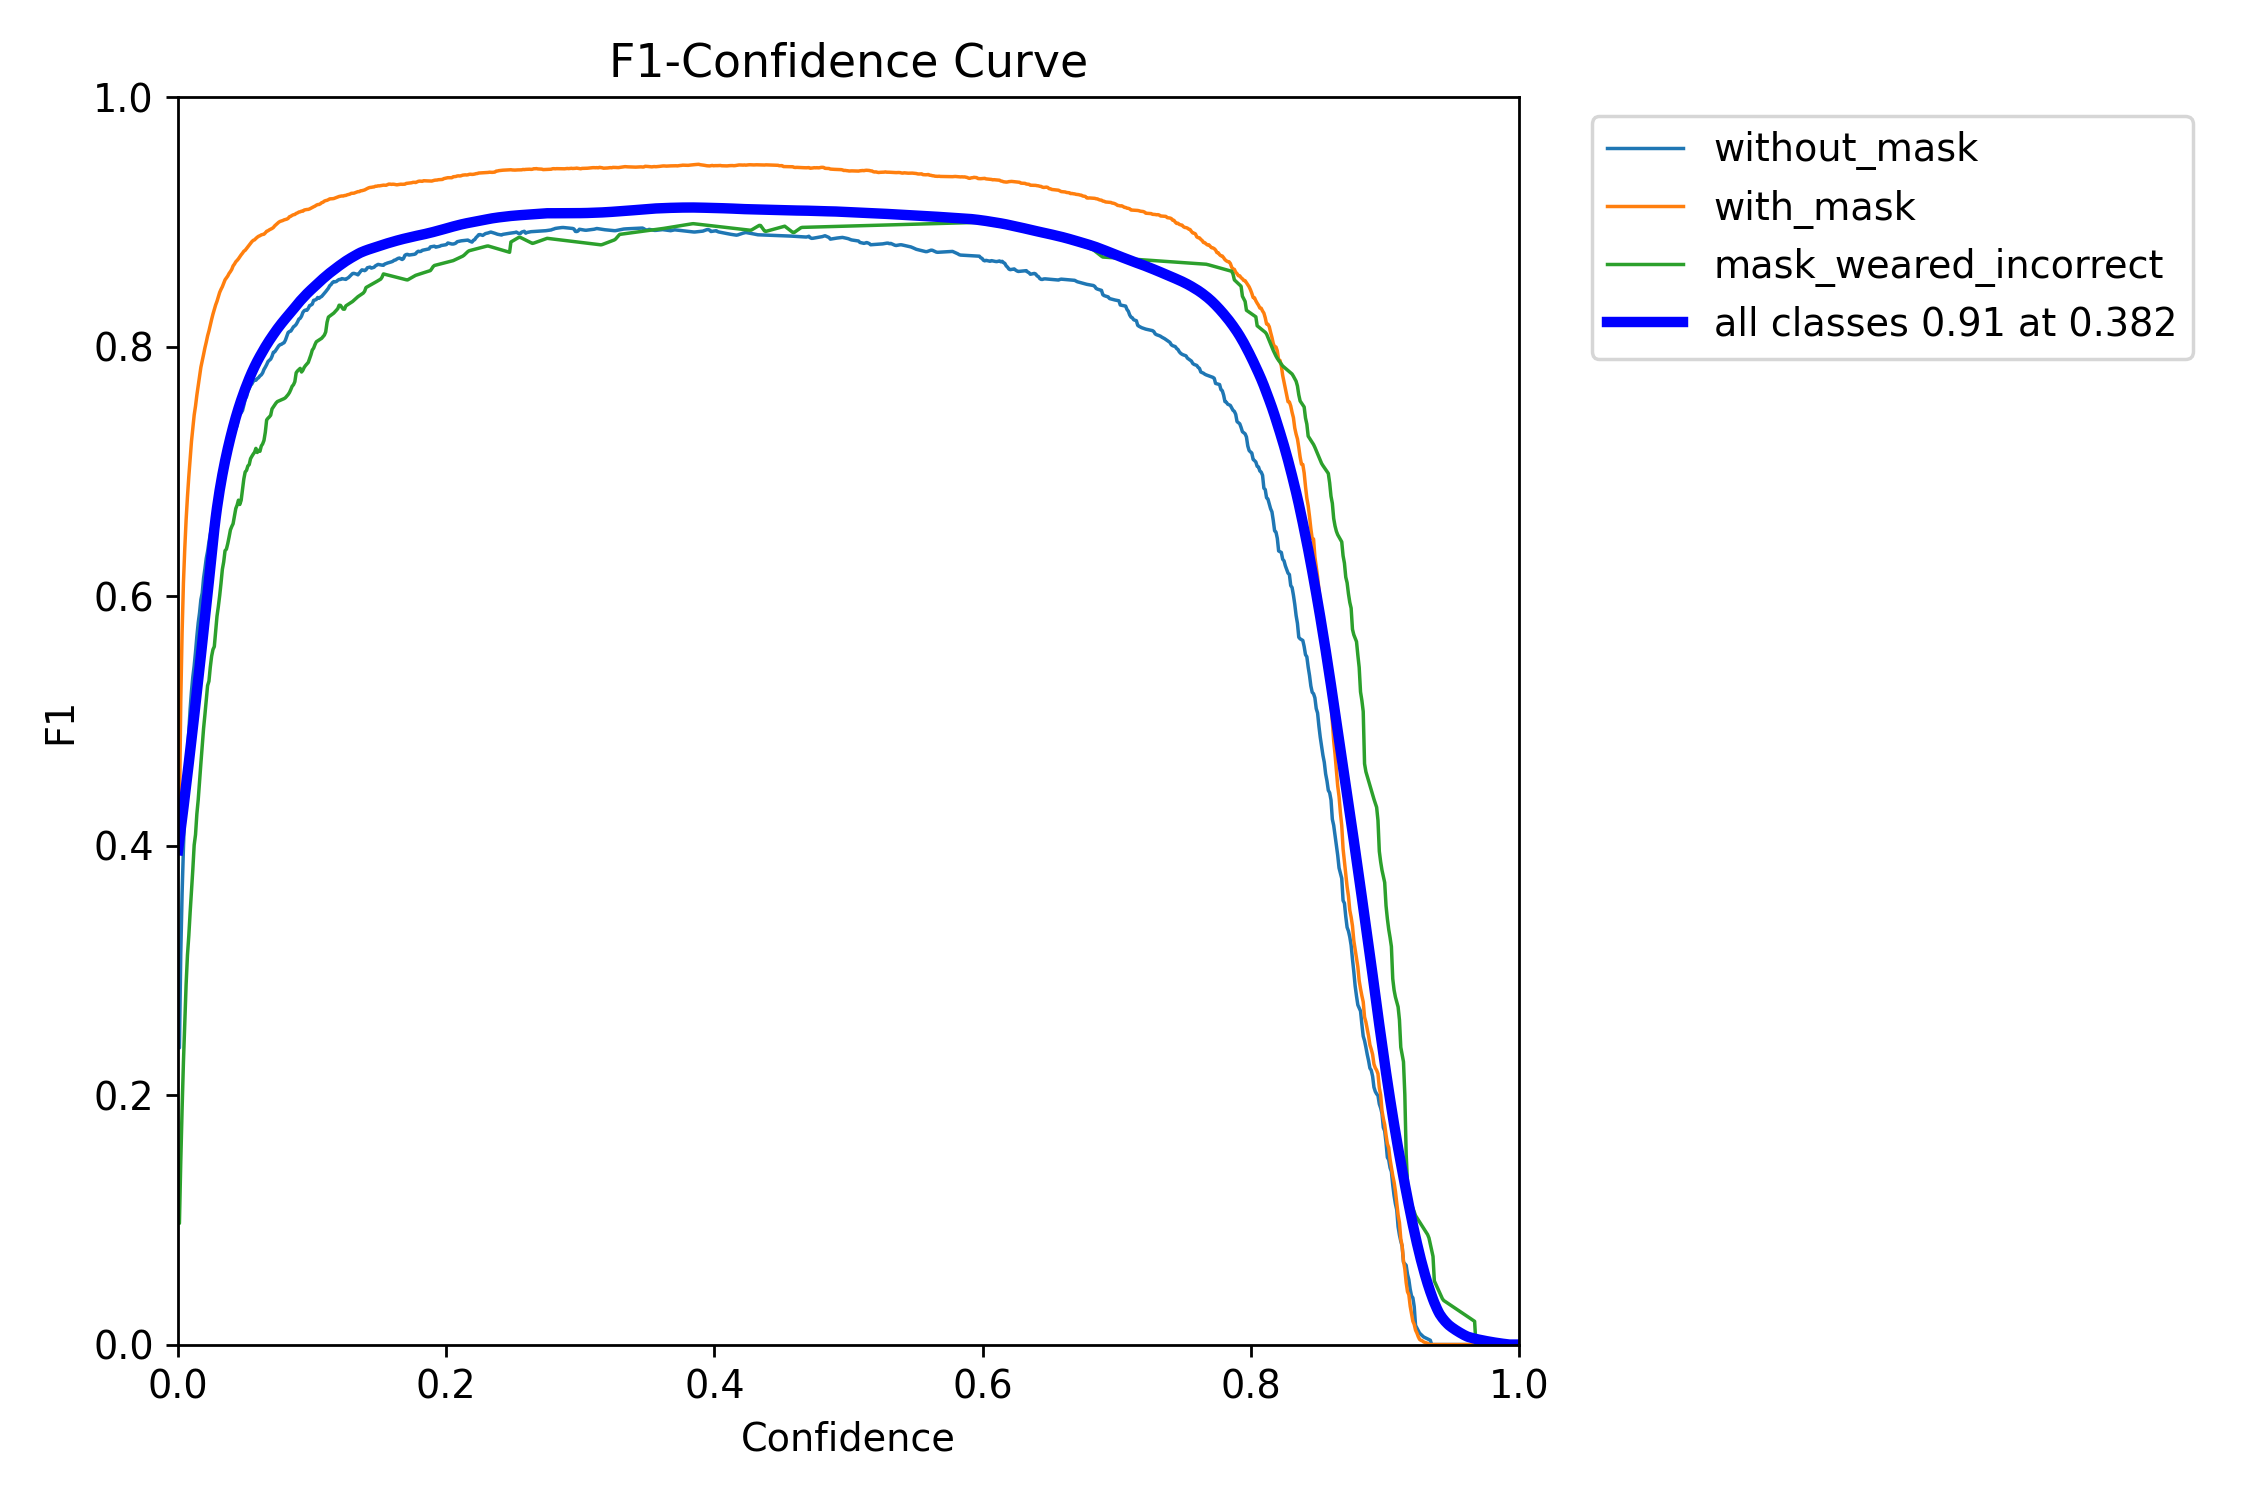 F1-Confidence Curve
1.0
0.8
0.6
0.4
0.2
0.0
F1
0.0 0.2 0.4 0.6 0.8 1.0
Confidence
without_mask
with_mask
mask_weared_incorrect
all classes 0.91 at 0.382